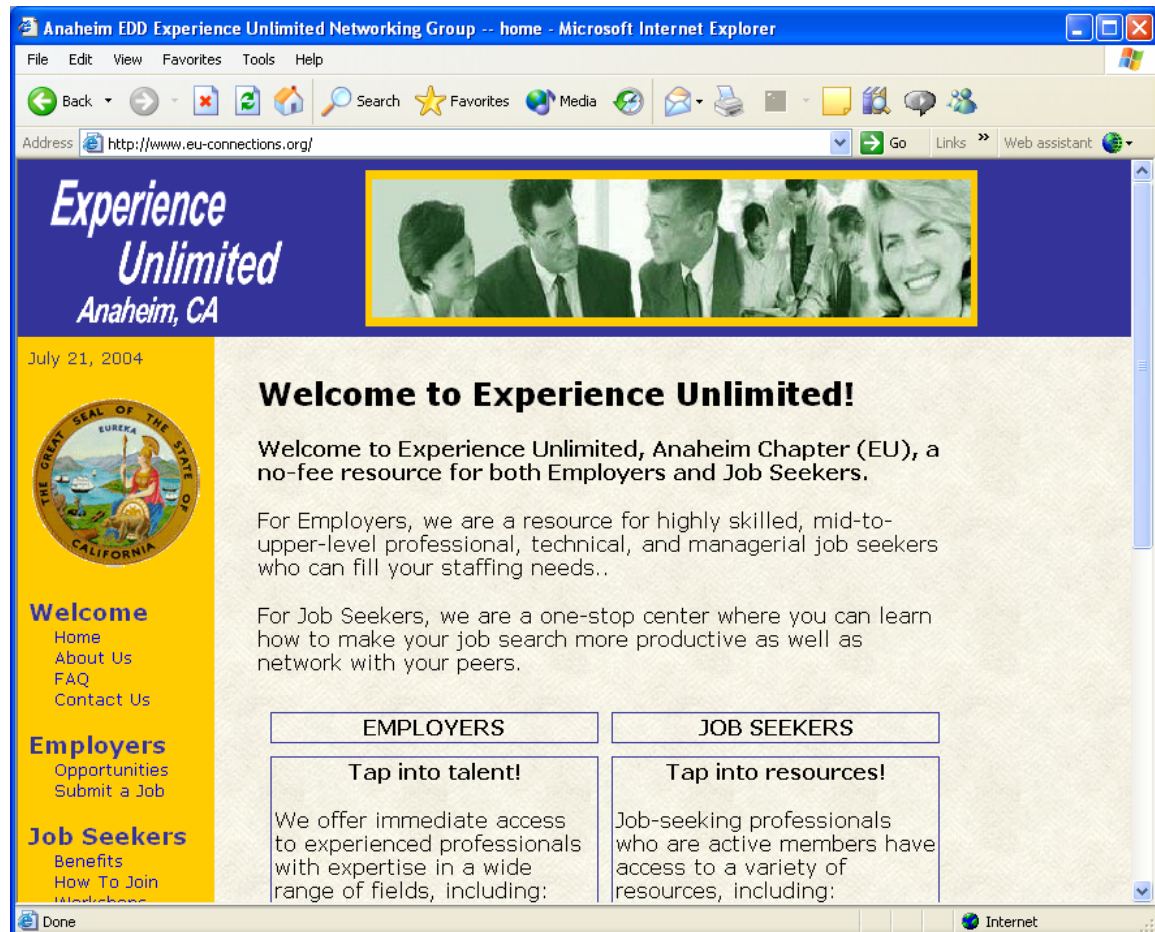 Anaheim EDD Experience Unlimited Networking Group -- home - Microsoft Internet Explorer
File Edit View Favorites Tools Help
Back Search Favorites Media
Address http://www.eu-connections.org/ Go Links » Web assistant
Experience
Unlimited
Anaheim, CA
July 21, 2004
THE GREAT SEAL OF THE STATE OF CALIFORNIA
EUREKA
Welcome
Home
About Us
FAQ
Contact Us
Employers
Opportunities
Submit a Job
Job Seekers
Benefits
How To Join
Workshops
Welcome to Experience Unlimited!
Welcome to Experience Unlimited, Anaheim Chapter (EU), a
no-fee resource for both Employers and Job Seekers.
For Employers, we are a resource for highly skilled, mid-to-
upper-level professional, technical, and managerial job seekers
who can fill your staffing needs..
For Job Seekers, we are a one-stop center where you can learn
how to make your job search more productive as well as
network with your peers.
EMPLOYERS
Tap into talent!
We offer immediate access
to experienced professionals
with expertise in a wide
range of fields, including:
JOB SEEKERS
Tap into resources!
Job-seeking professionals
who are active members have
access to a variety of
resources, including:
Done Internet